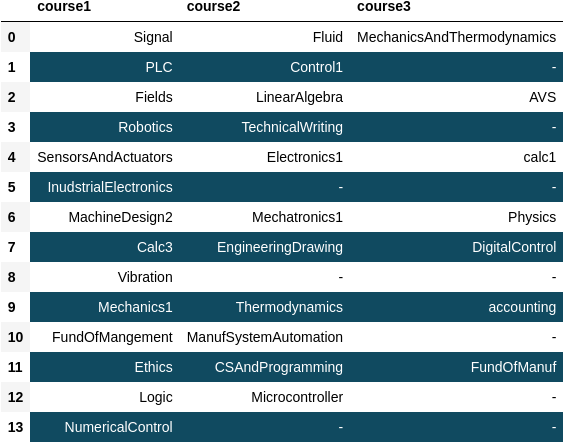 course1 course2 course3
0 Signal Fluid MechanicsAndThermodynamics
1 PLC Control1 -
2 Fields LinearAlgebra AVS
3 Robotics TechnicalWriting -
4 SensorsAndActuators Electronics1 calc1
5 InudstrialElectronics - -
6 MachineDesign2 Mechatronics1 Physics
7 Calc3 EngineeringDrawing DigitalControl
8 Vibration - -
9 Mechanics1 Thermodynamics accounting
10 FundOfMangement ManufSystemAutomation -
11 Ethics CSAndProgramming FundOfManuf
12 Logic Microcontroller -
13 NumericalControl - -